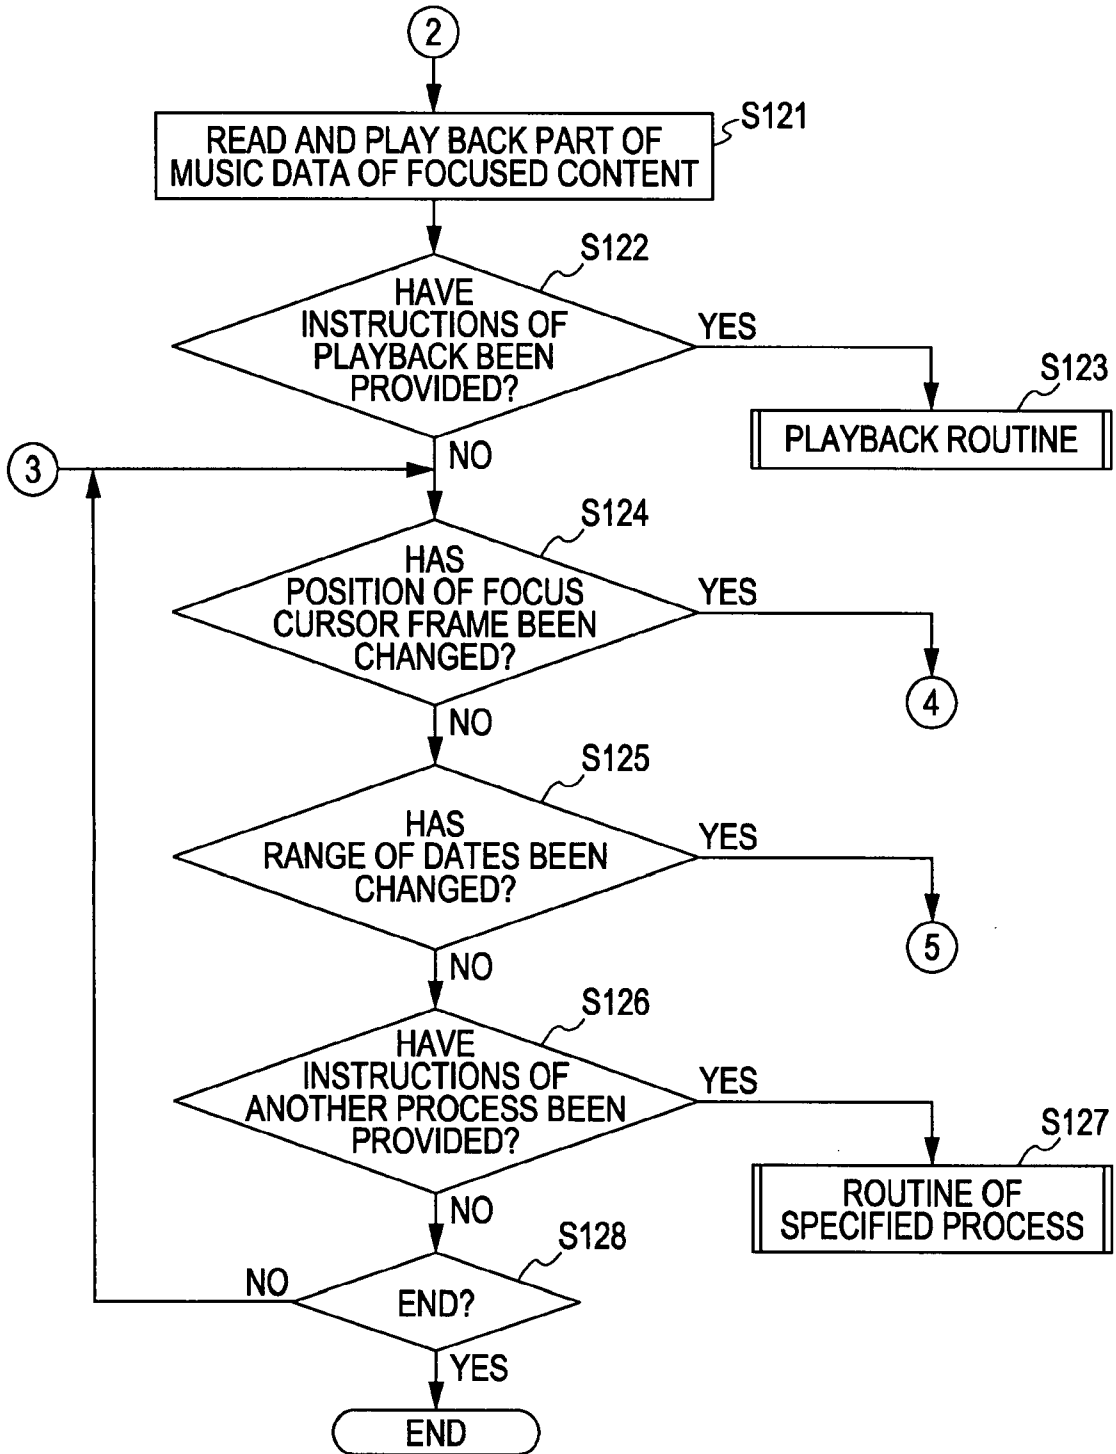 2
S121
READ AND PLAY BACK PART OF
MUSIC DATA OF FOCUSED CONTENT
S122
HAVE
INSTRUCTIONS OF
PLAYBACK BEEN
PROVIDED?
YES
S123
PLAYBACK ROUTINE
NO
3
S124
HAS
POSITION OF FOCUS
CURSOR FRAME BEEN
CHANGED?
YES
4
NO
S125
HAS
RANGE OF DATES BEEN
CHANGED?
YES
5
NO
S126
HAVE
INSTRUCTIONS OF
ANOTHER PROCESS BEEN
PROVIDED?
YES
S127
ROUTINE OF
SPECIFIED PROCESS
NO
S128
END?
NO
YES
END